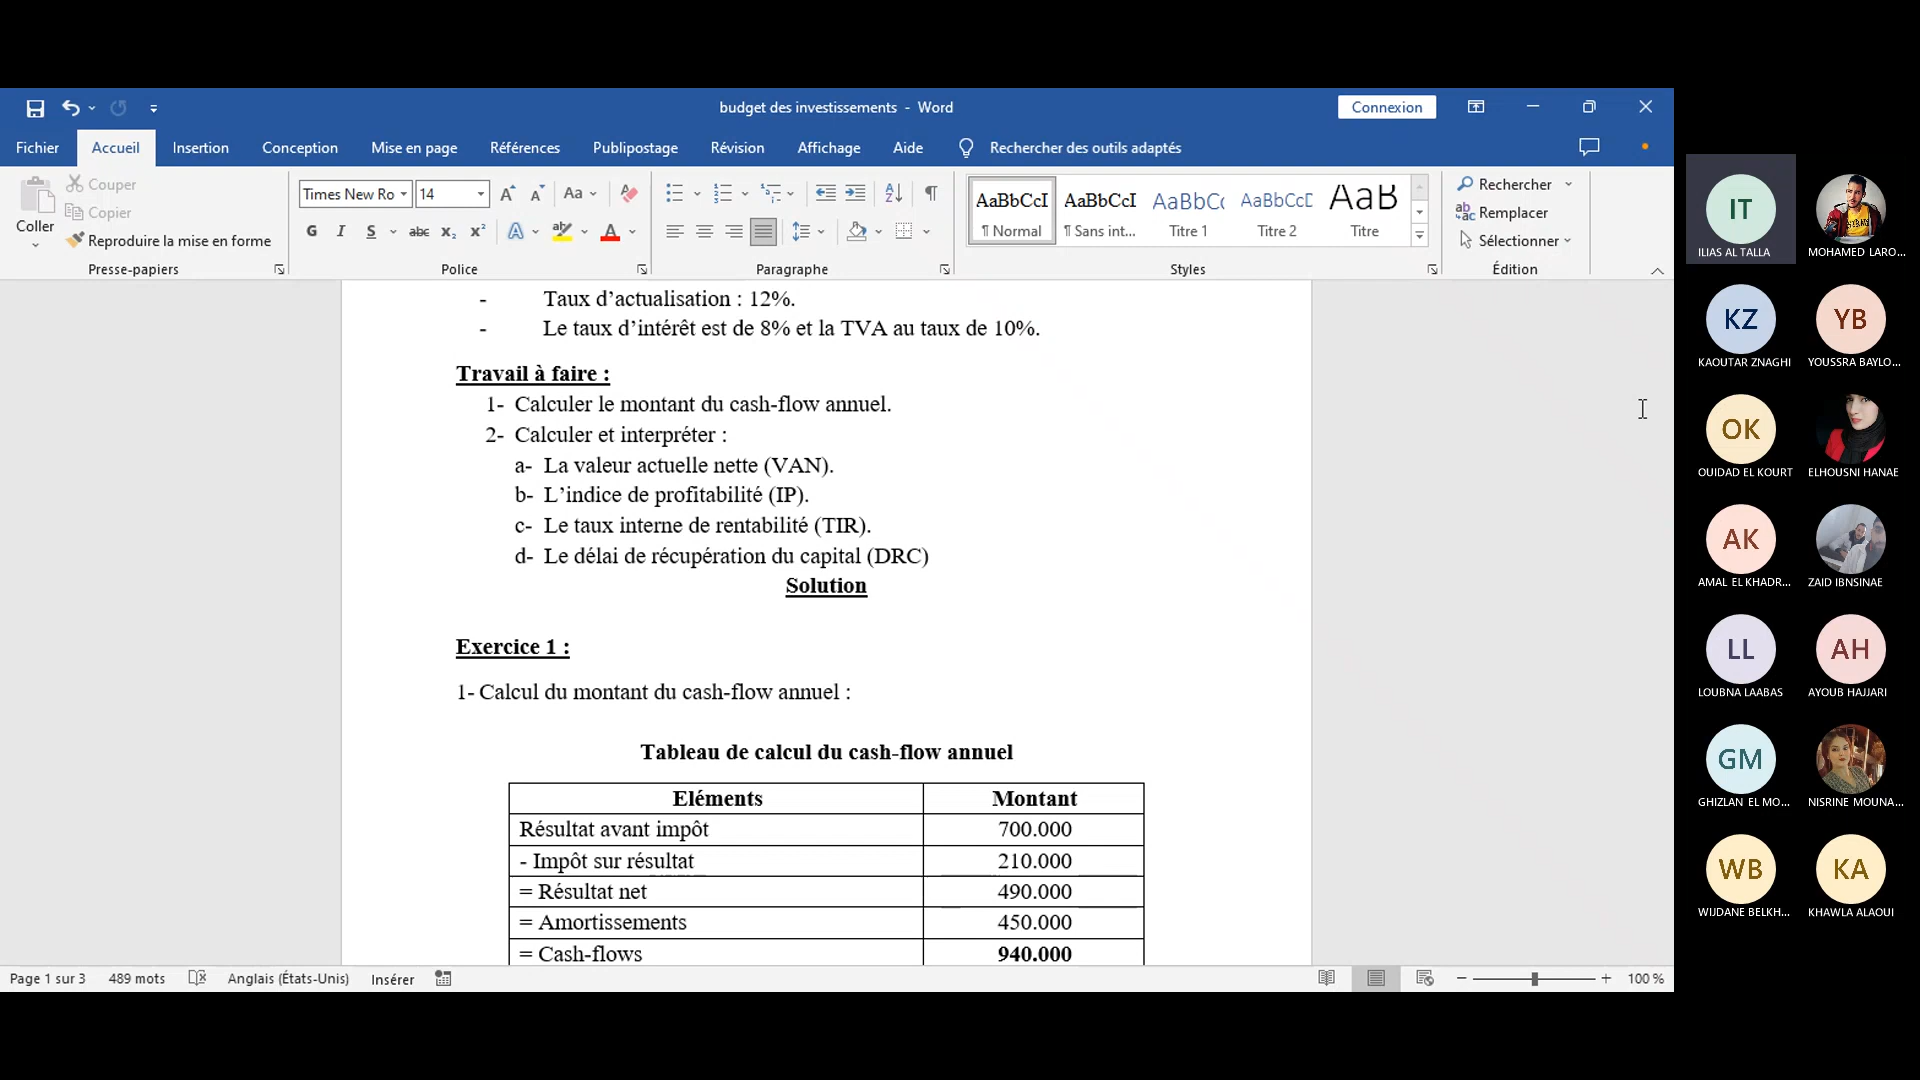 budget des investissements - Word
Connexion
Fichier Accueil Insertion Conception Mise en page Références Publipostage Révision Affichage Aide Rechercher des outils adaptés
Coller
Couper
Copier
Reproduire la mise en forme
Presse-papiers
Times New Ro 14
Aa
G I S abc x₂ x² A A
Police
Paragraphe
AaBbCcI AaBbCcI AaBbCc AaBbCcD AaB
¶ Normal ¶ Sans int... Titre 1 Titre 2 Titre
Styles
Rechercher
Remplacer
Sélectionner
Édition
- Taux d’actualisation : 12%.
- Le taux d’intérêt est de 8% et la TVA au taux de 10%.
Travail à faire :
1- Calculer le montant du cash-flow annuel.
2- Calculer et interpréter :
a- La valeur actuelle nette (VAN).
b- L’indice de profitabilité (IP).
c- Le taux interne de rentabilité (TIR).
d- Le délai de récupération du capital (DRC)
Solution
Exercice 1 :
1- Calcul du montant du cash-flow annuel :
Tableau de calcul du cash-flow annuel
Eléments Montant
Résultat avant impôt 700.000
- Impôt sur résultat 210.000
= Résultat net 490.000
= Amortissements 450.000
= Cash-flows 940.000
Page 1 sur 3 489 mots Anglais (États-Unis) Insérer 100 %
IT
ILIAS AL TALLA MOHAMED LARO...
KZ YB
KAOUTAR ZNAGHI YOUSSRA BAYLO...
OK
OUIDAD EL KOURT ELHOUSNI HANAE
AK
AMAL EL KHADR... ZAID IBNSINAE
LL AH
LOUBNA LAABAS AYOUB HAJJARI
GM
GHIZLAN EL MO... NISRINE MOUNA...
WB KA
WIJDANE BELKH... KHAWLA ALAOUI